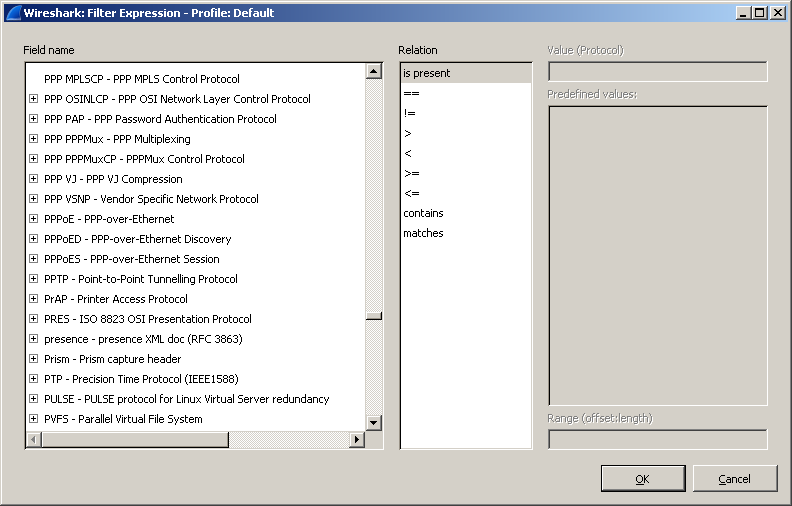 Wireshark: Filter Expression - Profile: Default
Field name
PPP MPLSCP - PPP MPLS Control Protocol
PPP OSINLCP - PPP OSI Network Layer Control Protocol
PPP PAP - PPP Password Authentication Protocol
PPP PPPMux - PPP Multiplexing
PPP PPPMuxCP - PPPMux Control Protocol
PPP VJ - PPP VJ Compression
PPP VSNP - Vendor Specific Network Protocol
PPPoE - PPP-over-Ethernet
PPPoED - PPP-over-Ethernet Discovery
PPPoES - PPP-over-Ethernet Session
PPTP - Point-to-Point Tunnelling Protocol
PrAP - Printer Access Protocol
PRES - ISO 8823 OSI Presentation Protocol
presence - presence XML doc (RFC 3863)
Prism - Prism capture header
PTP - Precision Time Protocol (IEEE1588)
PULSE - PULSE protocol for Linux Virtual Server redundancy
PVFS - Parallel Virtual File System
Relation
is present
==
!=
>
<
>=
<=
contains
matches
Value (Protocol)
Predefined values:
Range (offset:length)
OK
Cancel